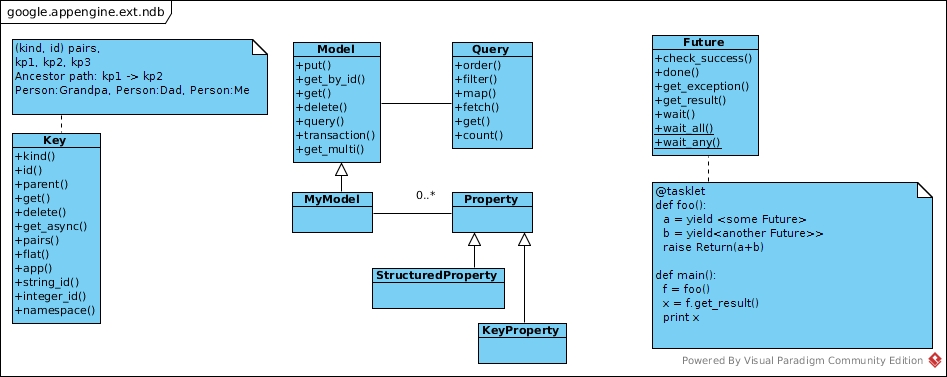 google.appengine.ext.ndb
(kind, id) pairs,
kp1, kp2, kp3
Ancestor path: kp1 -> kp2
Person:Grpa, Person:Dad, Person:Me
Key
+kind()
+id()
+parent()
+get()
+delete()
+get_async()
+pairs()
+flat()
+app()
+string_id()
+integer_id()
+namespace()
Model
+put()
+get_by_id()
+get()
+delete()
+query()
+transaction()
+get_multi()
Query
+order()
+filter()
+map()
+fetch()
+get()
+count()
MyModel
0..*
Property
StructuredProperty
KeyProperty
Future
+check_success()
+done()
+get_exception()
+get_result()
+wait()
+wait_all()
+wait_any()
@tasklet
def foo():
  a = yield <some Future>
  b = yield<another Future>>
  raise Return(a+b)

def main():
  f = foo()
  x = f.get_result()
  print x
Powered By Visual Paradigm Community Edition